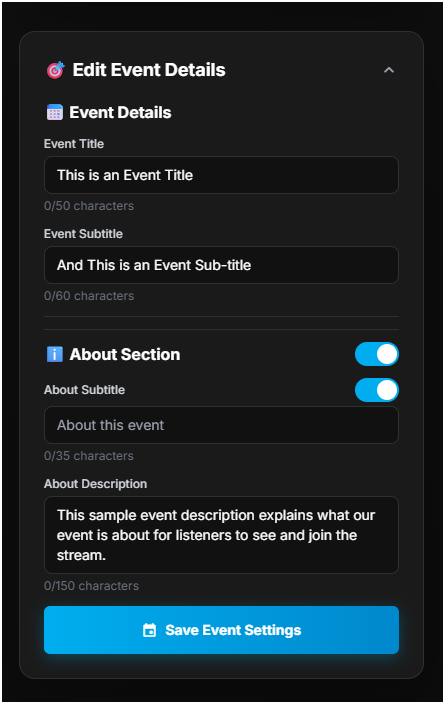 Edit Event Details
Event Details
Event Title
This is an Event Title
0/50 characters
Event Subtitle
And This is an Event Sub-title
0/60 characters
About Section
About Subtitle
About this event
0/35 characters
About Description
This sample event description explains what our
event is about for listeners to see and join the
stream.
0/150 characters
Save Event Settings